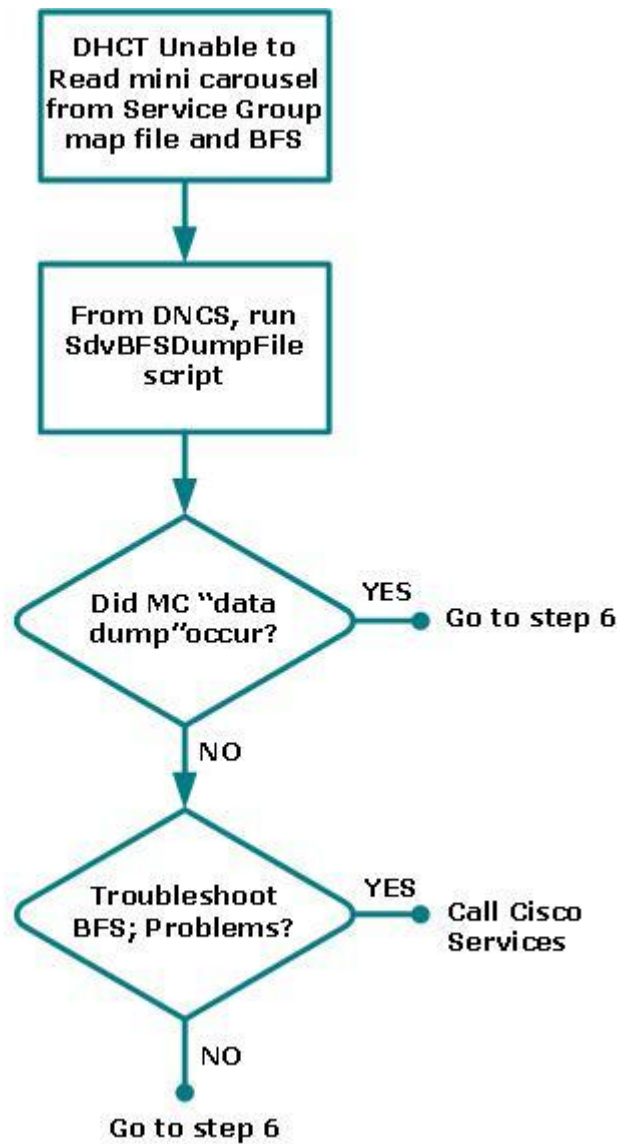 DHCT Unable to
Read mini carousel
from Service Group
map file and BFS
From DNCS, run
SdvBFSDumpFile
script
Did MC “data
dump”occur?
YES
Go to step 6
NO
Troubleshoot
BFS; Problems?
YES
Call Cisco
Services
NO
Go to step 6